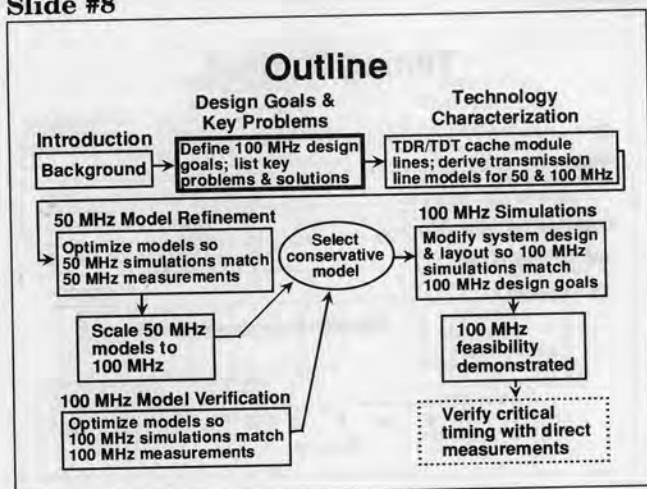 Slide #8
Outline
Introduction
Background
Design Goals &
Key Problems
Define 100 MHz design
goals; list key
problems & solutions
Technology
Characterization
TDR/TDT cache module
lines; derive transmission
line models for 50 & 100 MHz
50 MHz Model Refinement
Optimize models so
50 MHz simulations match
50 MHz measurements
Scale 50 MHz
models to
100 MHz
100 MHz Model Verification
Optimize models so
100 MHz simulations match
100 MHz measurements
Select
conservative
model
100 MHz Simulations
Modify system design
& layout so 100 MHz
simulations match
100 MHz design goals
100 MHz
feasibility
demonstrated
Verify critical
timing with direct
measurements